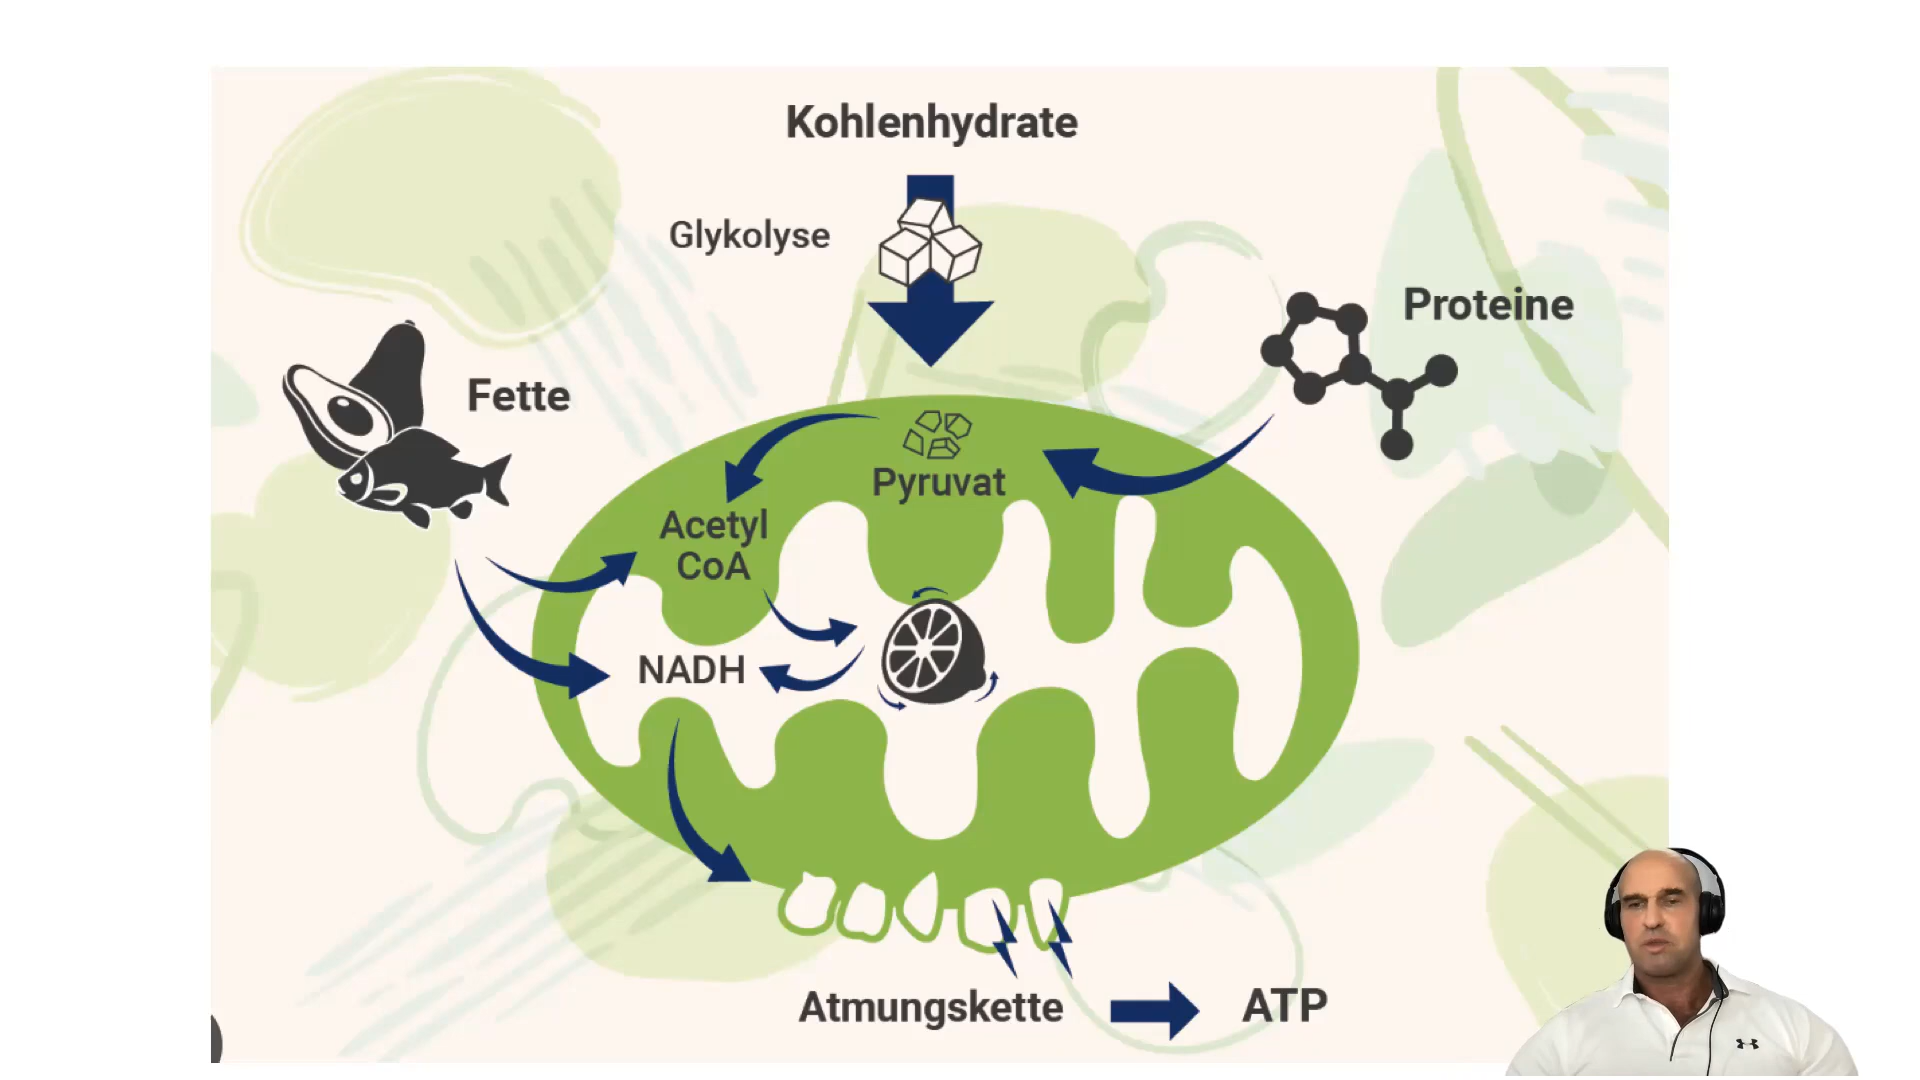 Kohlenhydrate
Glykolyse
Proteine
Fette
Pyruvat
Acetyl
CoA
NADH
Atmungskette
ATP